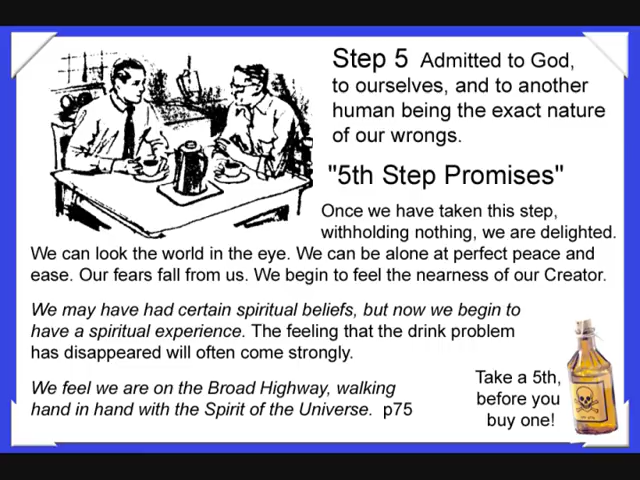 Step 5 Admitted to God,
to ourselves, and to another
human being the exact nature
of our wrongs.
"5th Step Promises"
Once we have taken this step,
withholding nothing, we are delighted.
We can look the world in the eye. We can be alone at perfect peace and
ease. Our fears fall from us. We begin to feel the nearness of our Creator.
We may have had certain spiritual beliefs, but now we begin to
have a spiritual experience. The feeling that the drink problem
has disappeared will often come strongly.
We feel we are on the Broad Highway, walking
hand in hand with the Spirit of the Universe. p75
Take a 5th,
before you
buy one!